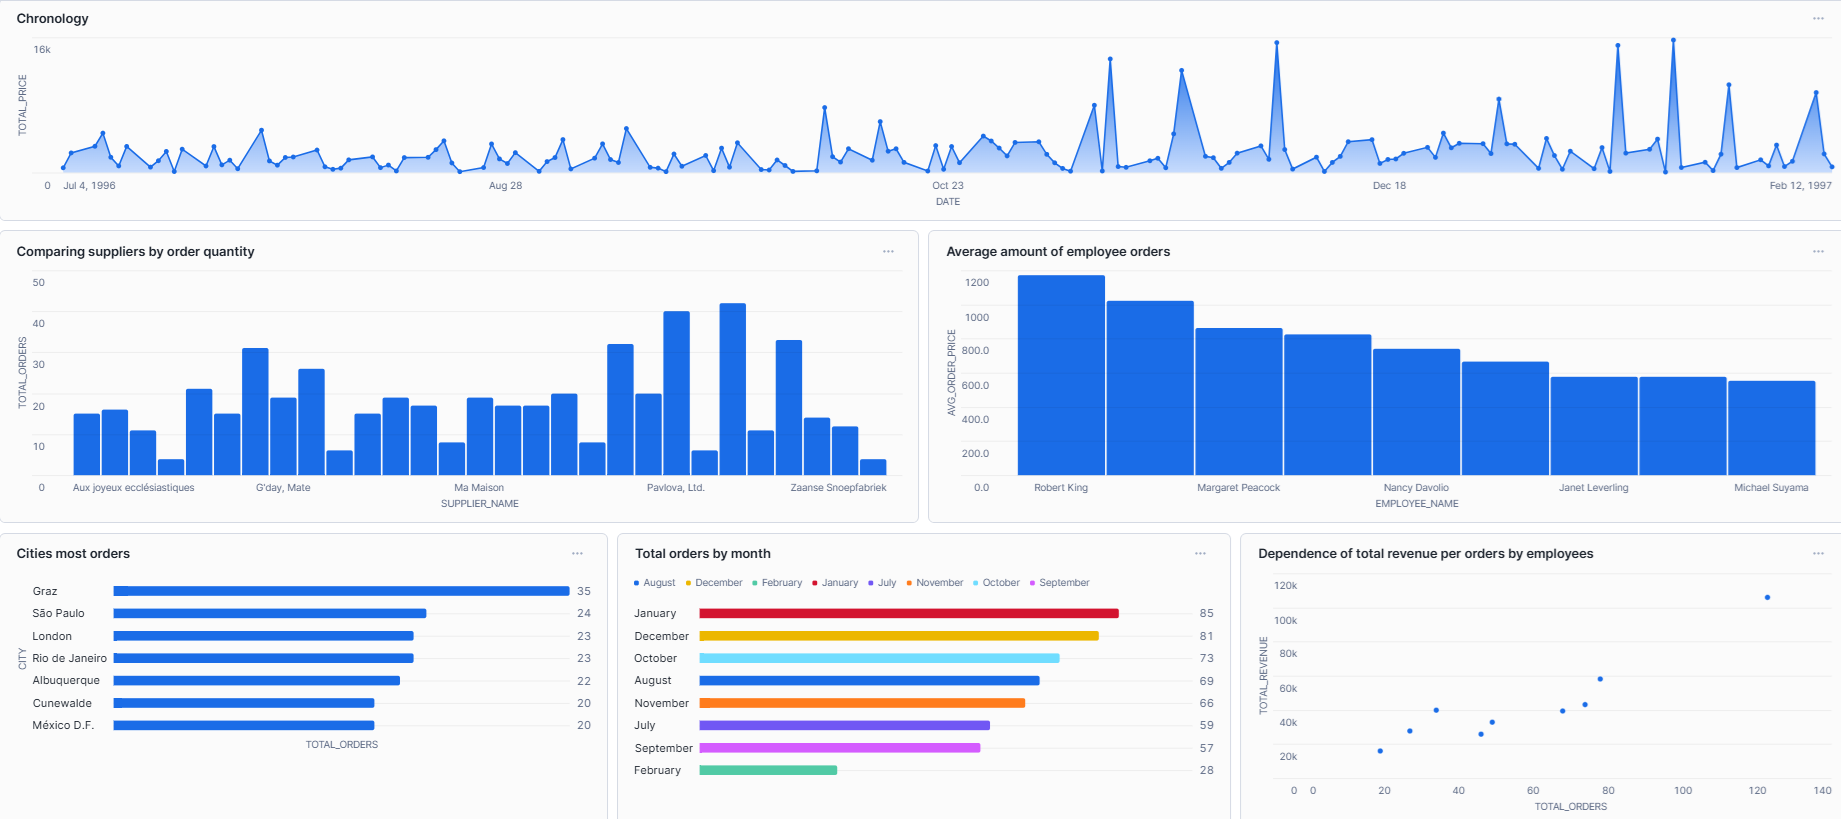 Chronology
...
16k
TOTAL_PRICE
0
Jul 4, 1996
Aug 28
Oct 23
Dec 18
Feb 12, 1997
DATE
Comparing suppliers by order quantity
...
50
40
30
20
10
0
TOTAL_ORDERS
Aux joyeux ecclésiastiques
G'day, Mate
Ma Maison
Pavlova, Ltd.
Zaanse Snoepfabriek
SUPPLIER_NAME
Average amount of employee orders
...
1200
1000
800.0
600.0
400.0
200.0
0.0
AVG_ORDER_PRICE
Robert King
Margaret Peacock
Nancy Davolio
Janet Leverling
Michael Suyama
EMPLOYEE_NAME
Cities most orders
...
CITY
Graz 35
São Paulo 24
London 23
Rio de Janeiro 23
Albuquerque 22
Cunewalde 20
México D.F. 20
TOTAL_ORDERS
Total orders by month
...
August December February January July November October September
January 85
December 81
October 73
August 69
November 66
July 59
September 57
February 28
Dependence of total revenue per orders by employees
...
120k
100k
80k
60k
40k
20k
0
TOTAL_REVENUE
0 20 40 60 80 100 120 140
TOTAL_ORDERS